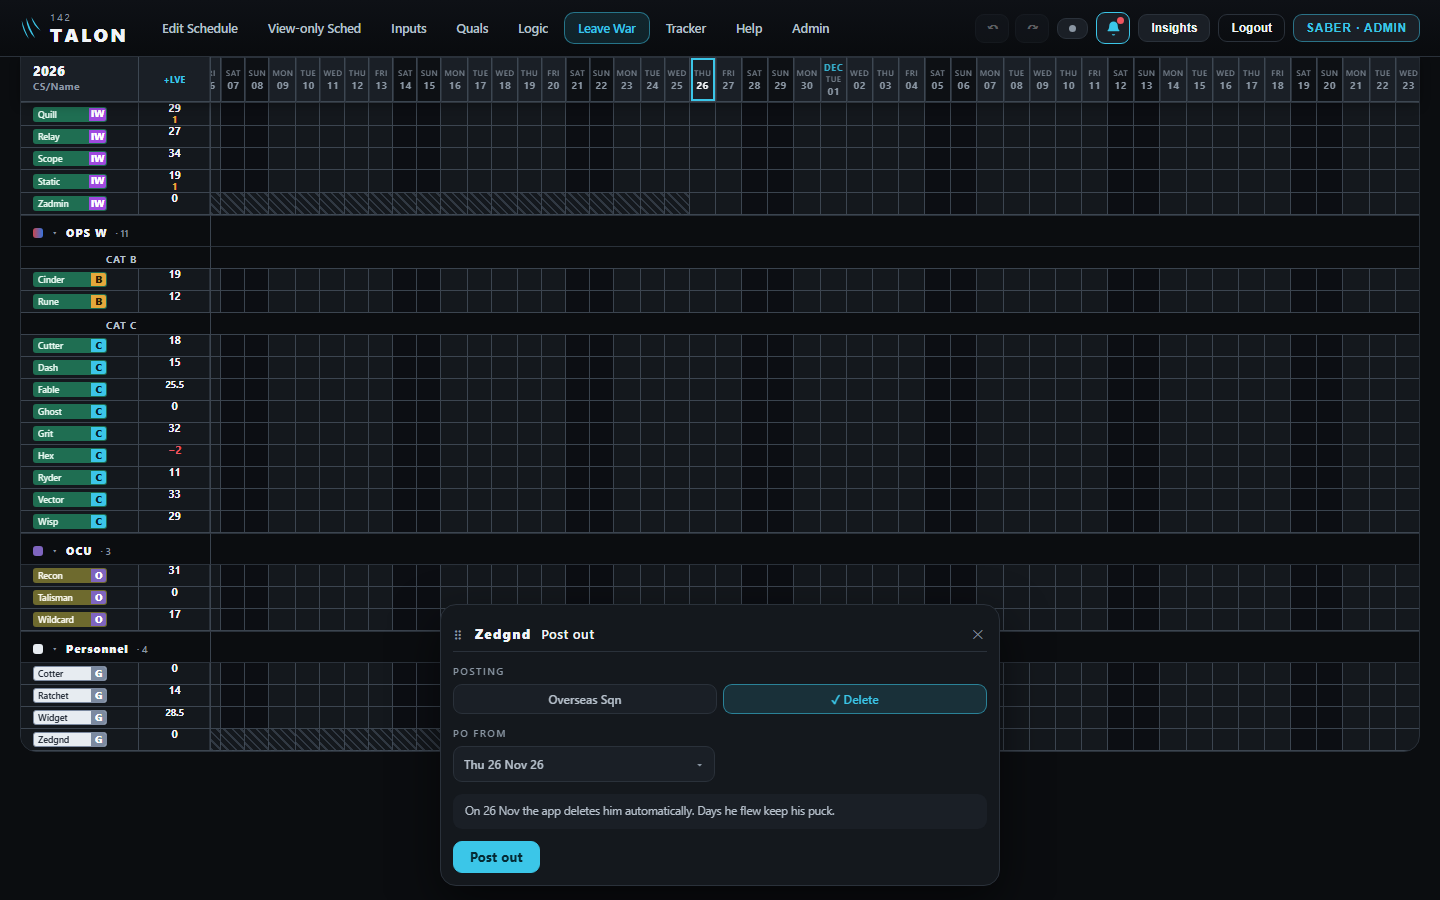 142
TALON
Edit Schedule
View-only Sched
Inputs
Quals
Logic
Leave War
Tracker
Help
Admin
Insights
Logout
SABER · ADMIN
2026
CS/Name
+LVE
SAT 07
SUN 08
MON 09
TUE 10
WED 11
THU 12
FRI 13
SAT 14
SUN 15
MON 16
TUE 17
WED 18
THU 19
FRI 20
SAT 21
SUN 22
MON 23
TUE 24
WED 25
THU 26
FRI 27
SAT 28
SUN 29
MON 30
DEC TUE 01
WED 02
THU 03
FRI 04
SAT 05
SUN 06
MON 07
TUE 08
WED 09
THU 10
FRI 11
SAT 12
SUN 13
MON 14
TUE 15
WED 16
THU 17
FRI 18
SAT 19
SUN 20
MON 21
TUE 22
WED 23
Quill IW 29 1
Relay IW 27
Scope IW 34
Static IW 19 1
Zadmin IW 0
OPS W · 11
CAT B
Cinder B 19
Rune B 12
CAT C
Cutter C 18
Dash C 15
Fable C 25.5
Ghost C 0
Grit C 32
Hex C −2
Ryder C 11
Vector C 33
Wisp C 29
OCU · 3
Recon O 31
Talisman O 0
Wildcard O 17
Personnel · 4
Cotter G 0
Ratchet G 14
Widget G 28.5
Zedgnd G 0
Zedgnd Post out
POSTING
Overseas Sqn
✓ Delete
PO FROM
Thu 26 Nov 26
On 26 Nov the app deletes him automatically. Days he flew keep his puck.
Post out